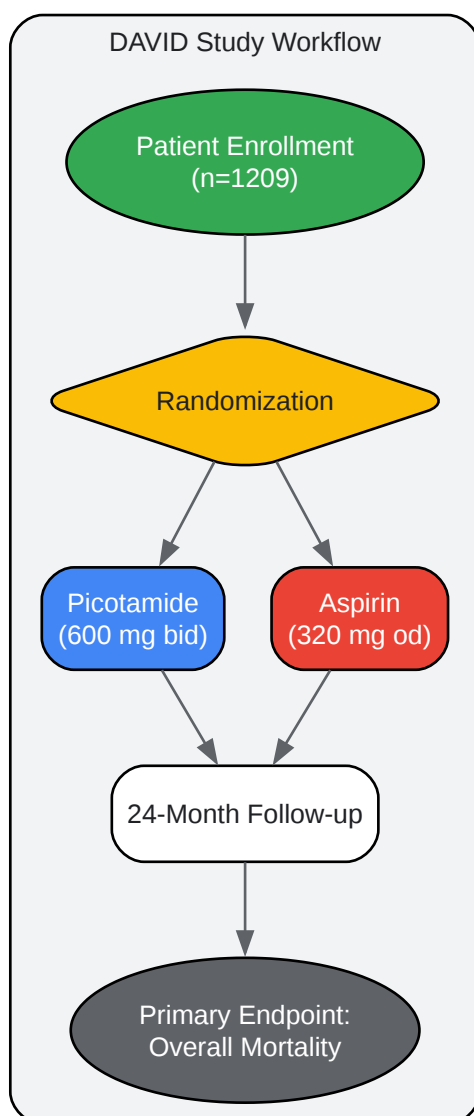 DAVID Study Workflow
Patient Enrollment
(n=1209)
Randomization
Picotamide
(600 mg bid)
Aspirin
(320 mg od)
24-Month Follow-up
Primary Endpoint:
Overall Mortality